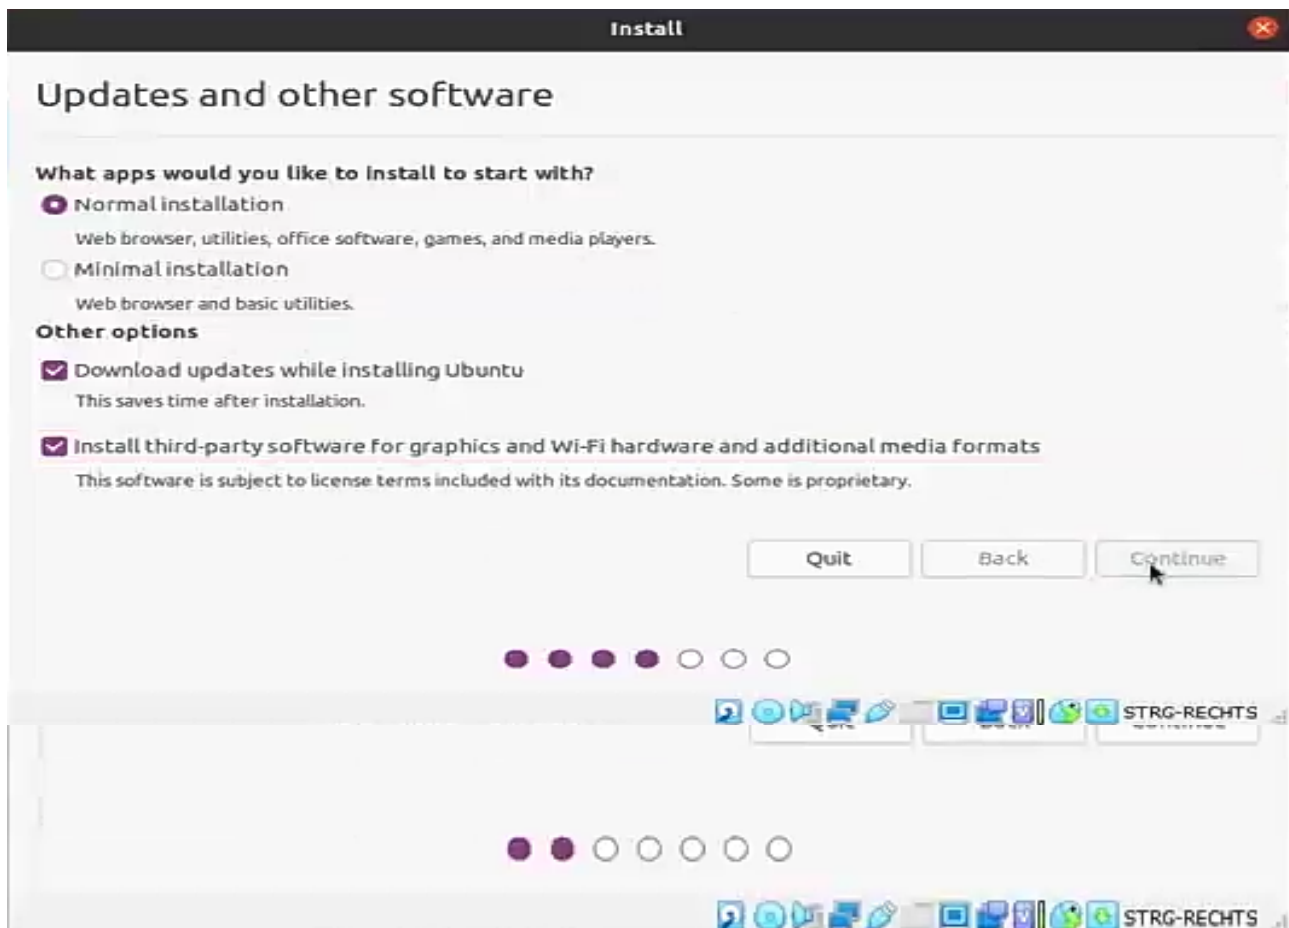 Install
Updates and other software
What apps would you like to install to start with?
Normal installation
Web browser, utilities, office software, games, and media players.
Minimal installation
Web browser and basic utilities.
Other options
Download updates while installing Ubuntu
This saves time after installation.
Install third-party software for graphics and Wi-Fi hardware and additional media formats
This software is subject to license terms included with its documentation. Some is proprietary.
Quit Back Continue
STRG-RECHTS
STRG-RECHTS